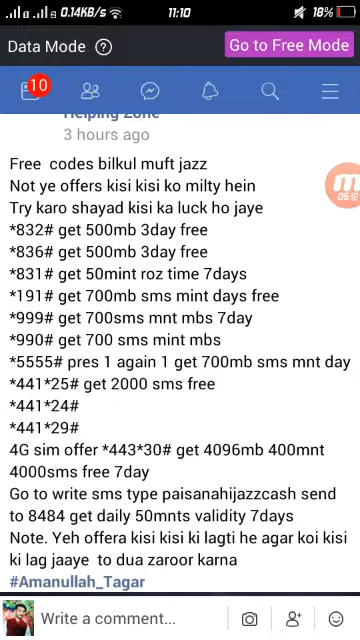 0.14KB/s 11:10 18%
Data Mode ? Go to Free Mode
10
Helping Zone
3 hours ago
Free codes bilkul muft jazz
Not ye offers kisi kisi ko milty hein
Try karo shayad kisi ka luck ho jaye
*832# get 500mb 3day free
*836# get 500mb 3day free
*831# get 50mint roz time 7days
*191# get 700mb sms mint days free
*999# get 700sms mnt mbs 7day
*990# get 700 sms mint mbs
*5555# pres 1 again 1 get 700mb sms mnt day
*441*25# get 2000 sms free
*441*24#
*441*29#
4G sim offer *443*30# get 4096mb 400mnt
4000sms free 7day
Go to write sms type paisanahijazzcash send
to 8484 get daily 50mnts validity 7days
Note. Yeh offera kisi kisi ki lagti he agar koi kisi
ki lag jaaye to dua zaroor karna
#Amanullah_Tagar
05:12
Write a comment...